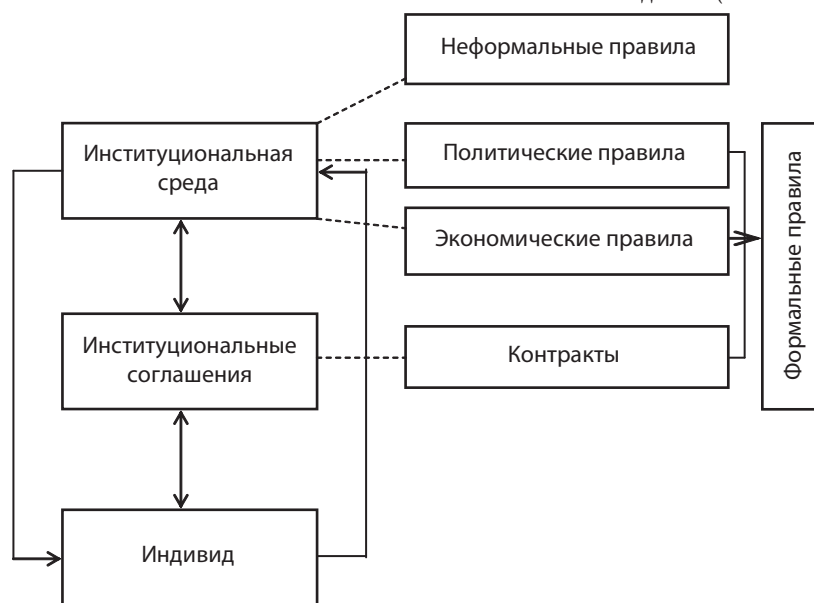 Неформальные правила
Институциональная
среда
Политические правила
Экономические правила
Формальные правила
Институциональные
соглашения
Контракты
Индивид